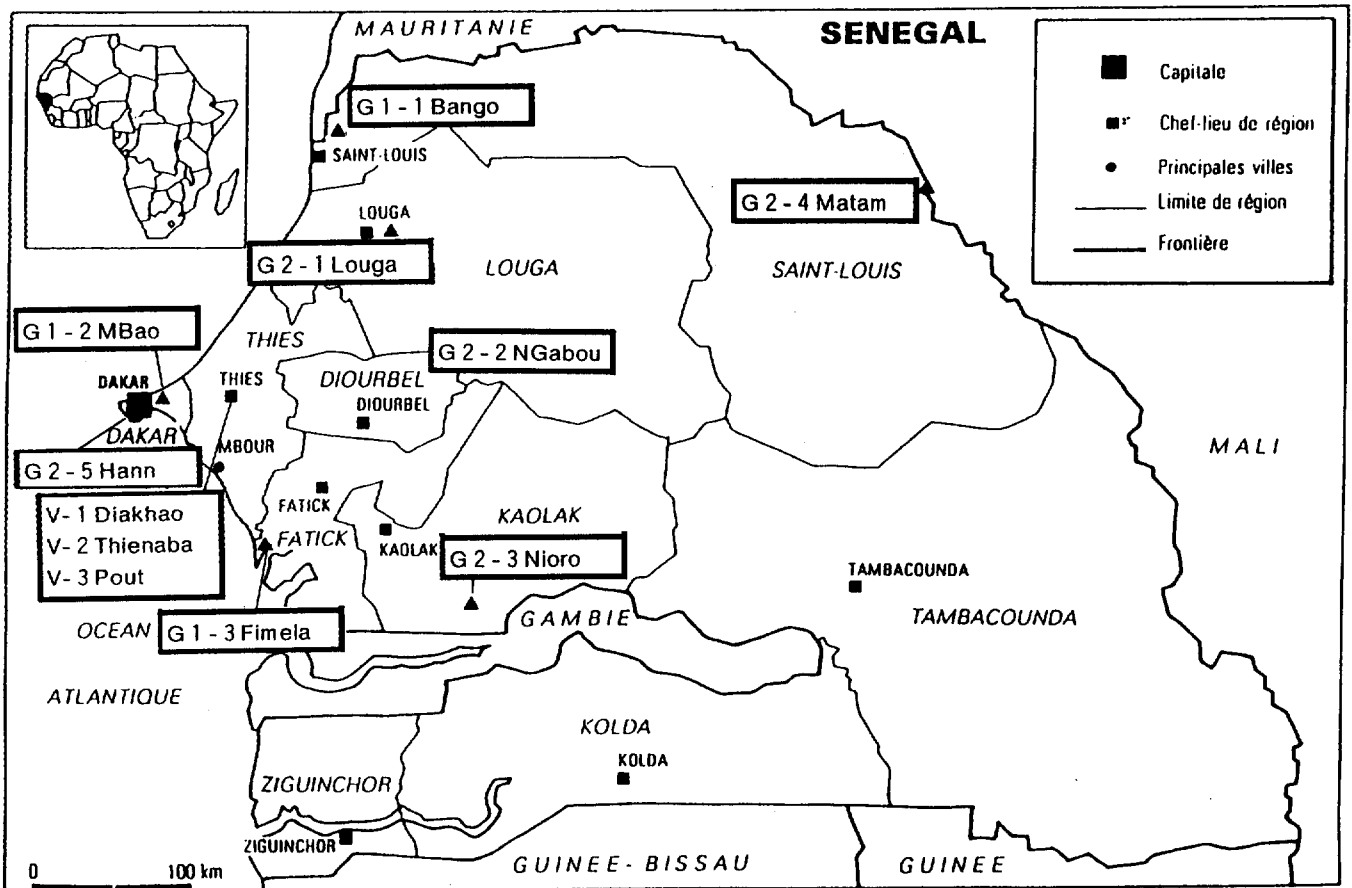 MAURITANIE
SENEGAL
Capitale
Chef-lieu de région
Principales villes
Limite de région
Frontière
G 1 - 1 Bango
SAINT-LOUIS
G 2 - 4 Matam
LOUGA
G 2 - 1 Louga
LOUGA
SAINT-LOUIS
G 1 - 2 MBao
THIES
G 2 - 2 NGabou
DAKAR
THIES
DIOURBEL
DIOURBEL
DAKAR
MBOUR
MALI
G 2 - 5 Hann
V- 1 Diakhao
V- 2 Thienaba
V- 3 Pout
FATICK
FATICK
KAOLAK
KAOLAK
G 2 - 3 Nioro
TAMBACOUNDA
TAMBACOUNDA
OCEAN
G 1 - 3 Fimela
GAMBIE
ATLANTIQUE
KOLDA
KOLDA
ZIGUINCHOR
ZIGUINCHOR
GUINEE-BISSAU
GUINEE
0 100 km